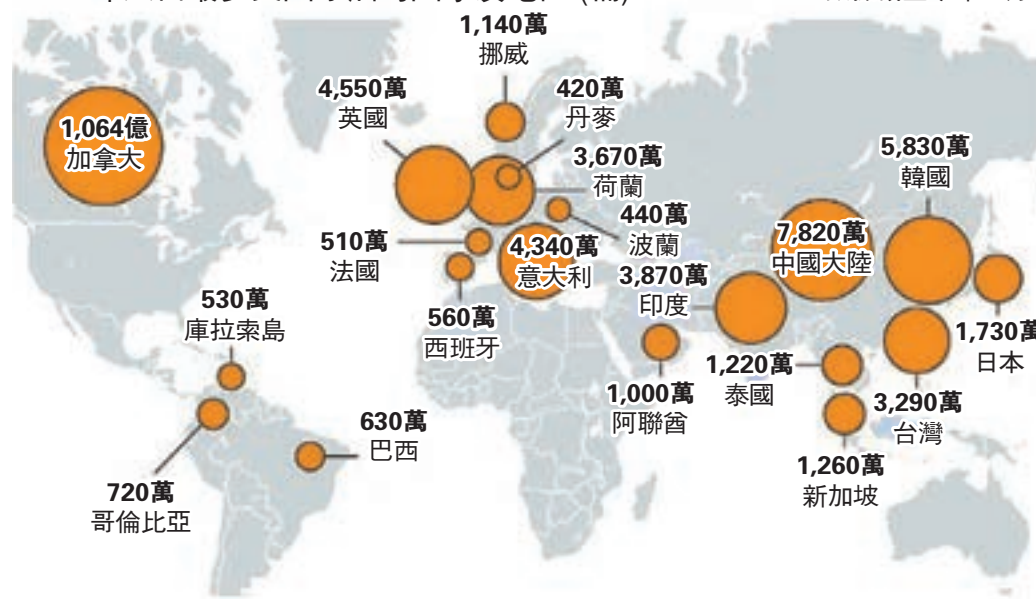 1,140萬
挪威
4,550萬
英國
420萬
丹麥
1,064億
加拿大
3,670萬
荷蘭
5,830萬
韓國
440萬
波蘭
510萬
法國
4,340萬
意大利
7,820萬
中國大陸
3,870萬
印度
530萬
庫拉索島
560萬
西班牙
1,730萬
日本
1,220萬
泰國
1,000萬
阿聯酋
3,290萬
台灣
630萬
巴西
1,260萬
新加坡
720萬
哥倫比亞